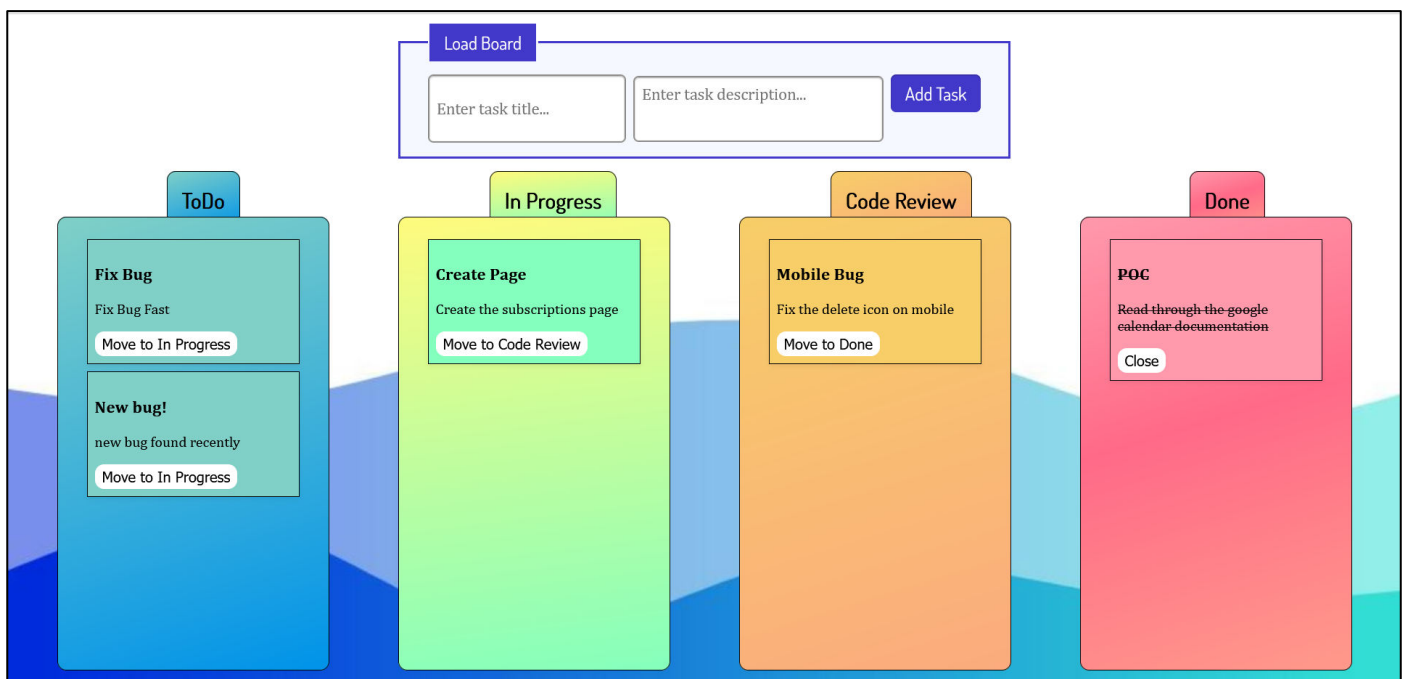 Load Board
Enter task title...
Enter task description...
Add Task
ToDo
Fix Bug
Fix Bug Fast
Move to In Progress
New bug!
new bug found recently
Move to In Progress
In Progress
Create Page
Create the subscriptions page
Move to Code Review
Code Review
Mobile Bug
Fix the delete icon on mobile
Move to Done
Done
POC
Read through the google
calendar documentation
Close